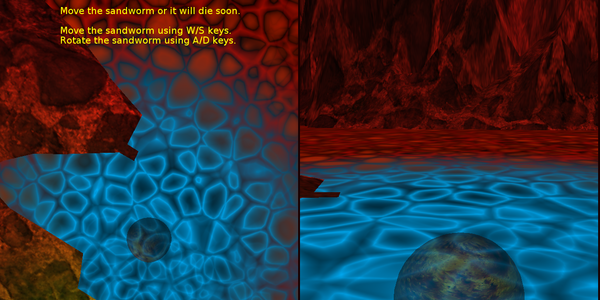 Move the sandworm or it will die soon.
Move the sandworm using W/S keys.
Rotate the sandworm using A/D keys.